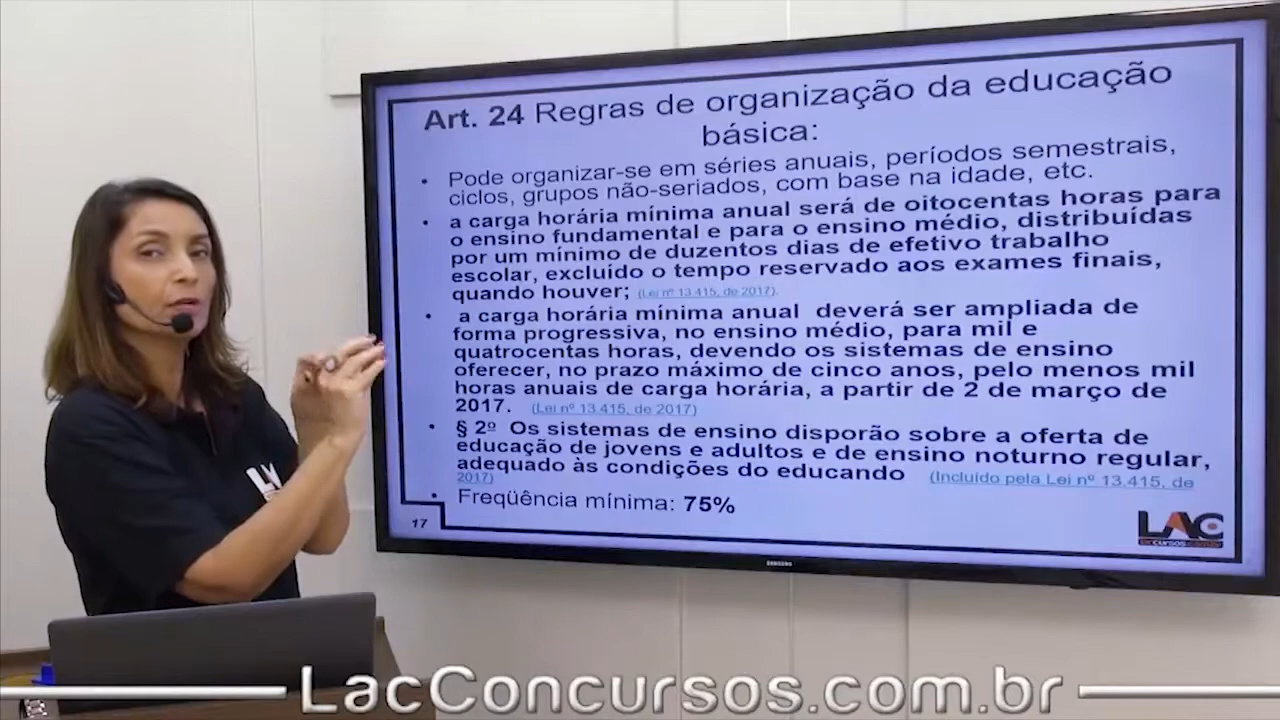 Art. 24 Regras de organização da educação
básica:
• Pode organizar-se em séries anuais, períodos semestrais,
ciclos, grupos não-seriados, com base na idade, etc.
• a carga horária mínima anual será de oitocentas horas para
o ensino fundamental e para o ensino médio, distribuídas
por um mínimo de duzentos dias de efetivo trabalho
escolar, excluído o tempo reservado aos exames finais,
quando houver; (Lei nº 13.415, de 2017).
• a carga horária mínima anual deverá ser ampliada de
forma progressiva, no ensino médio, para mil e
quatrocentas horas, devendo os sistemas de ensino
oferecer, no prazo máximo de cinco anos, pelo menos mil
horas anuais de carga horária, a partir de 2 de março de
2017. (Lei nº 13.415, de 2017)
• § 2º Os sistemas de ensino disporão sobre a oferta de
educação de jovens e adultos e de ensino noturno regular,
adequado às condições do educando (Incluído pela Lei nº 13.415, de
2017)
• Freqüência mínima: 75%
17
LAC
lacconcursos.com.br
SAMSUNG
LacConcursos.com.br